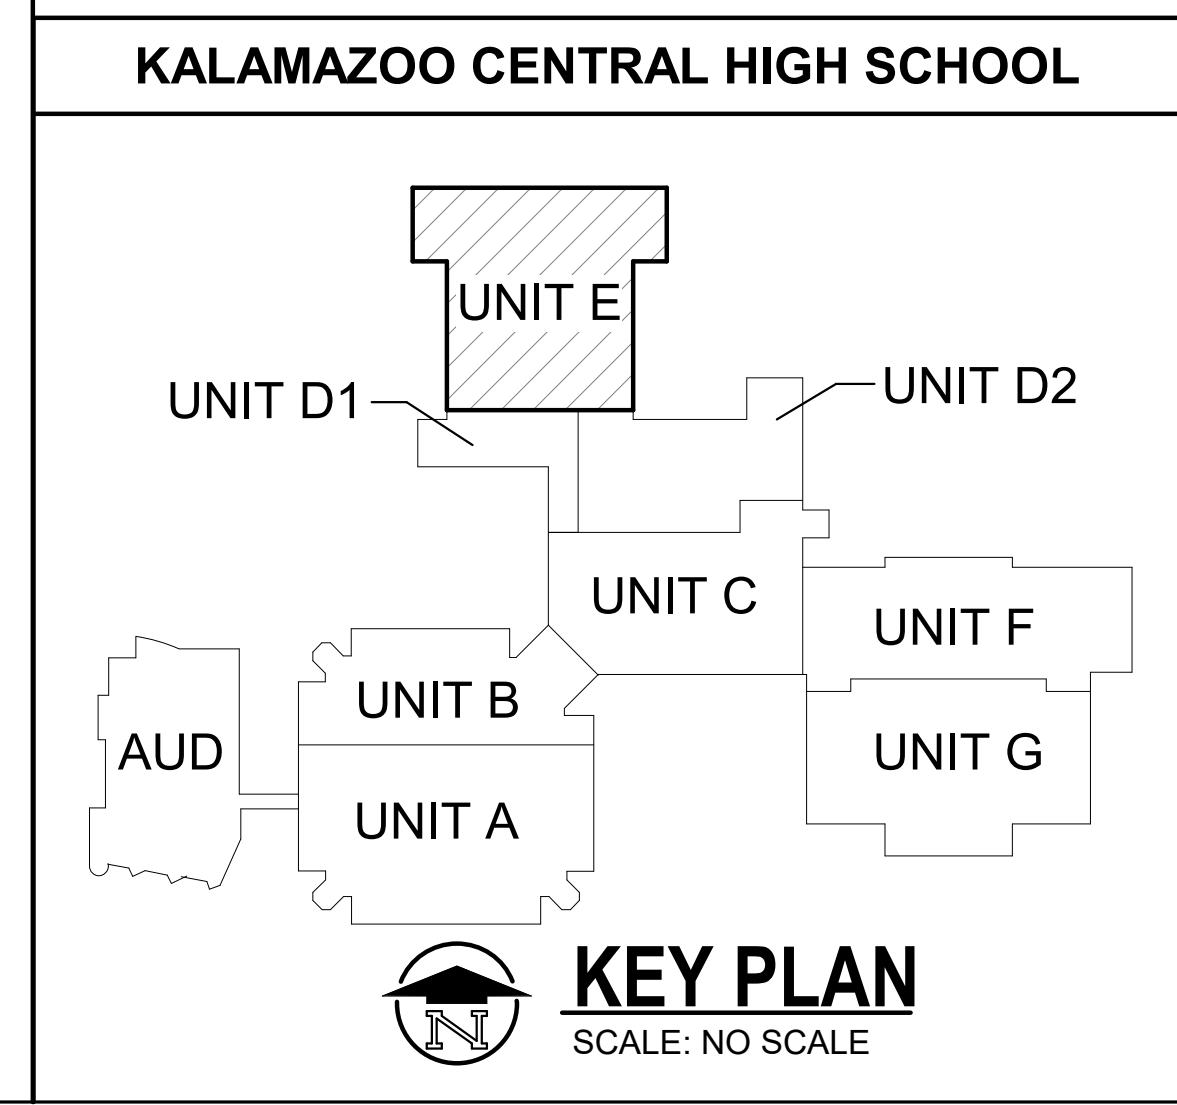 KALAMAZOO CENTRAL HIGH SCHOOL
UNIT E
UNIT D1
UNIT D2
UNIT C
UNIT F
UNIT B
UNIT G
AUD
UNIT A
KEY PLAN
N
SCALE: NO SCALE